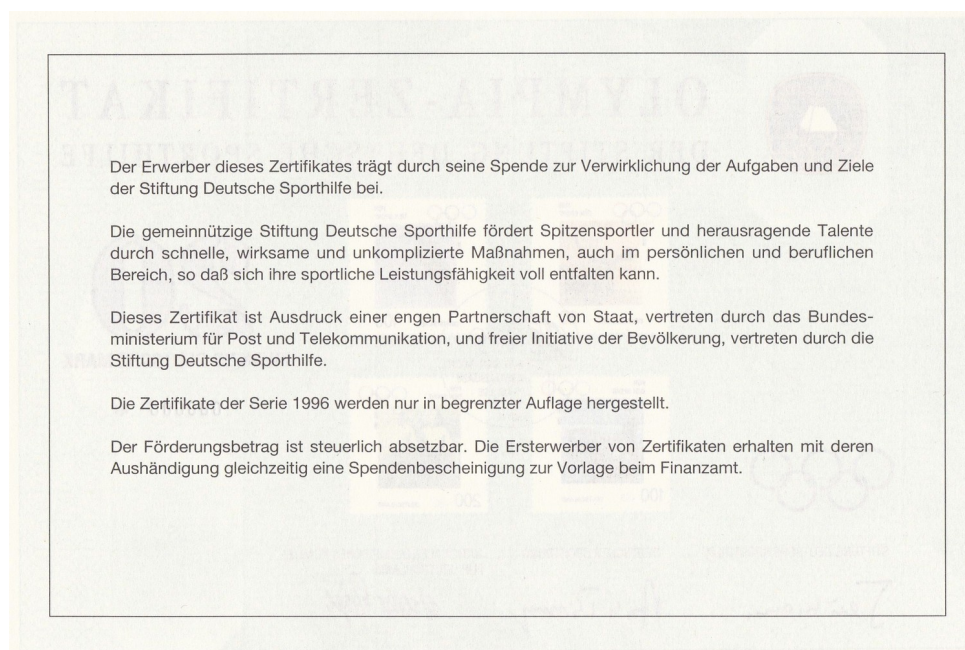 Der Erwerber dieses Zertifikates trägt durch seine Spende zur Verwirklichung der Aufgaben und Ziele
der Stiftung Deutsche Sporthilfe bei.
Die gemeinnützige Stiftung Deutsche Sporthilfe fördert Spitzensportler und herausragende Talente
durch schnelle, wirksame und unkomplizierte Maßnahmen, auch im persönlichen und beruflichen
Bereich, so daß sich ihre sportliche Leistungsfähigkeit voll entfalten kann.
Dieses Zertifikat ist Ausdruck einer engen Partnerschaft von Staat, vertreten durch das Bundes-
ministerium für Post und Telekommunikation, und freier Initiative der Bevölkerung, vertreten durch die
Stiftung Deutsche Sporthilfe.
Die Zertifikate der Serie 1996 werden nur in begrenzter Auflage hergestellt.
Der Förderungsbetrag ist steuerlich absetzbar. Die Ersterwerber von Zertifikaten erhalten mit deren
Aushändigung gleichzeitig eine Spendenbescheinigung zur Vorlage beim Finanzamt.